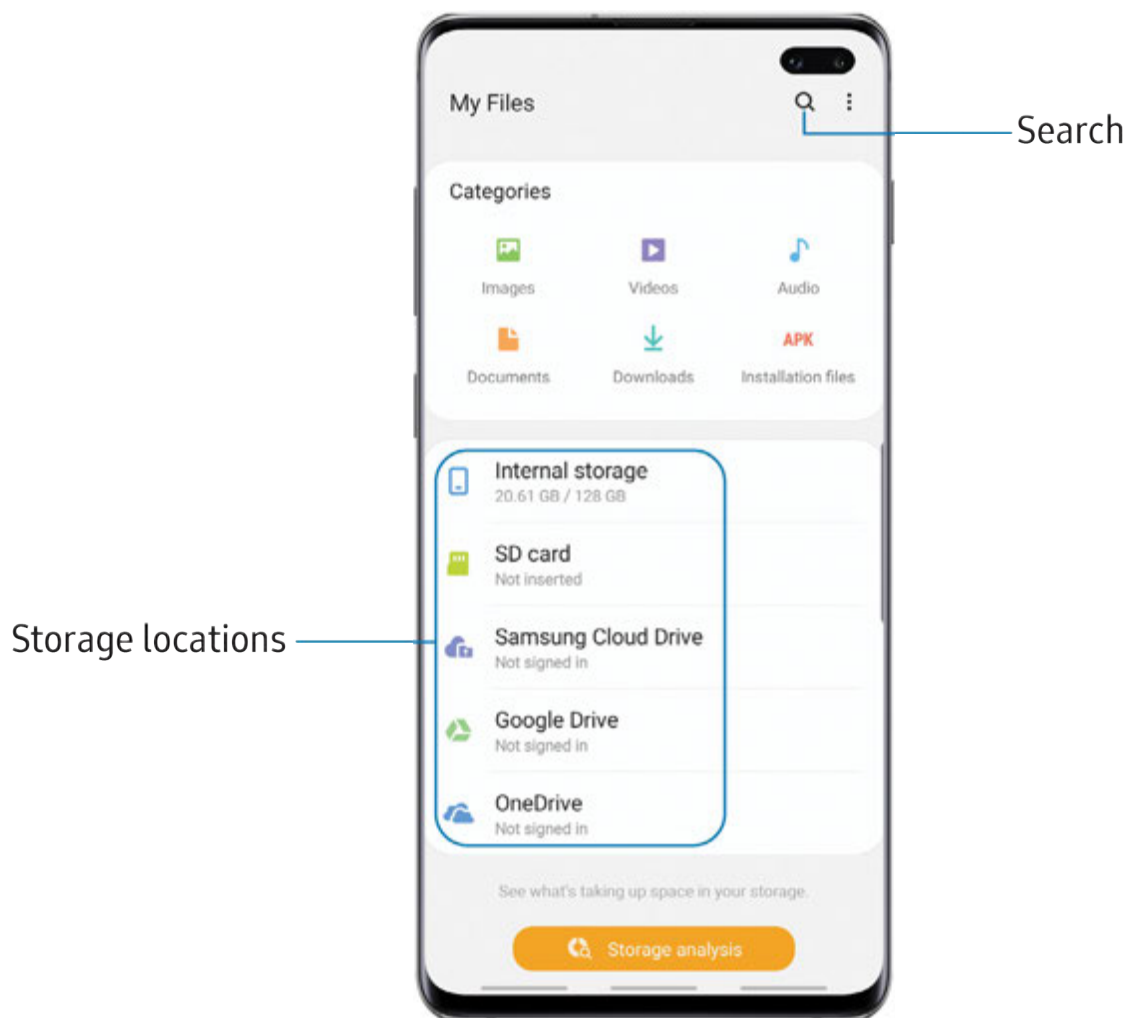 My Files
Search
Categories
Images Videos Audio
APK
Documents Downloads Installation files
Internal storage
20.61 GB / 128 GB
SD card
Not inserted
Storage locations
Samsung Cloud Drive
Not signed in
Google Drive
Not signed in
OneDrive
Not signed in
See what's taking up space in your storage.
Storage analysis